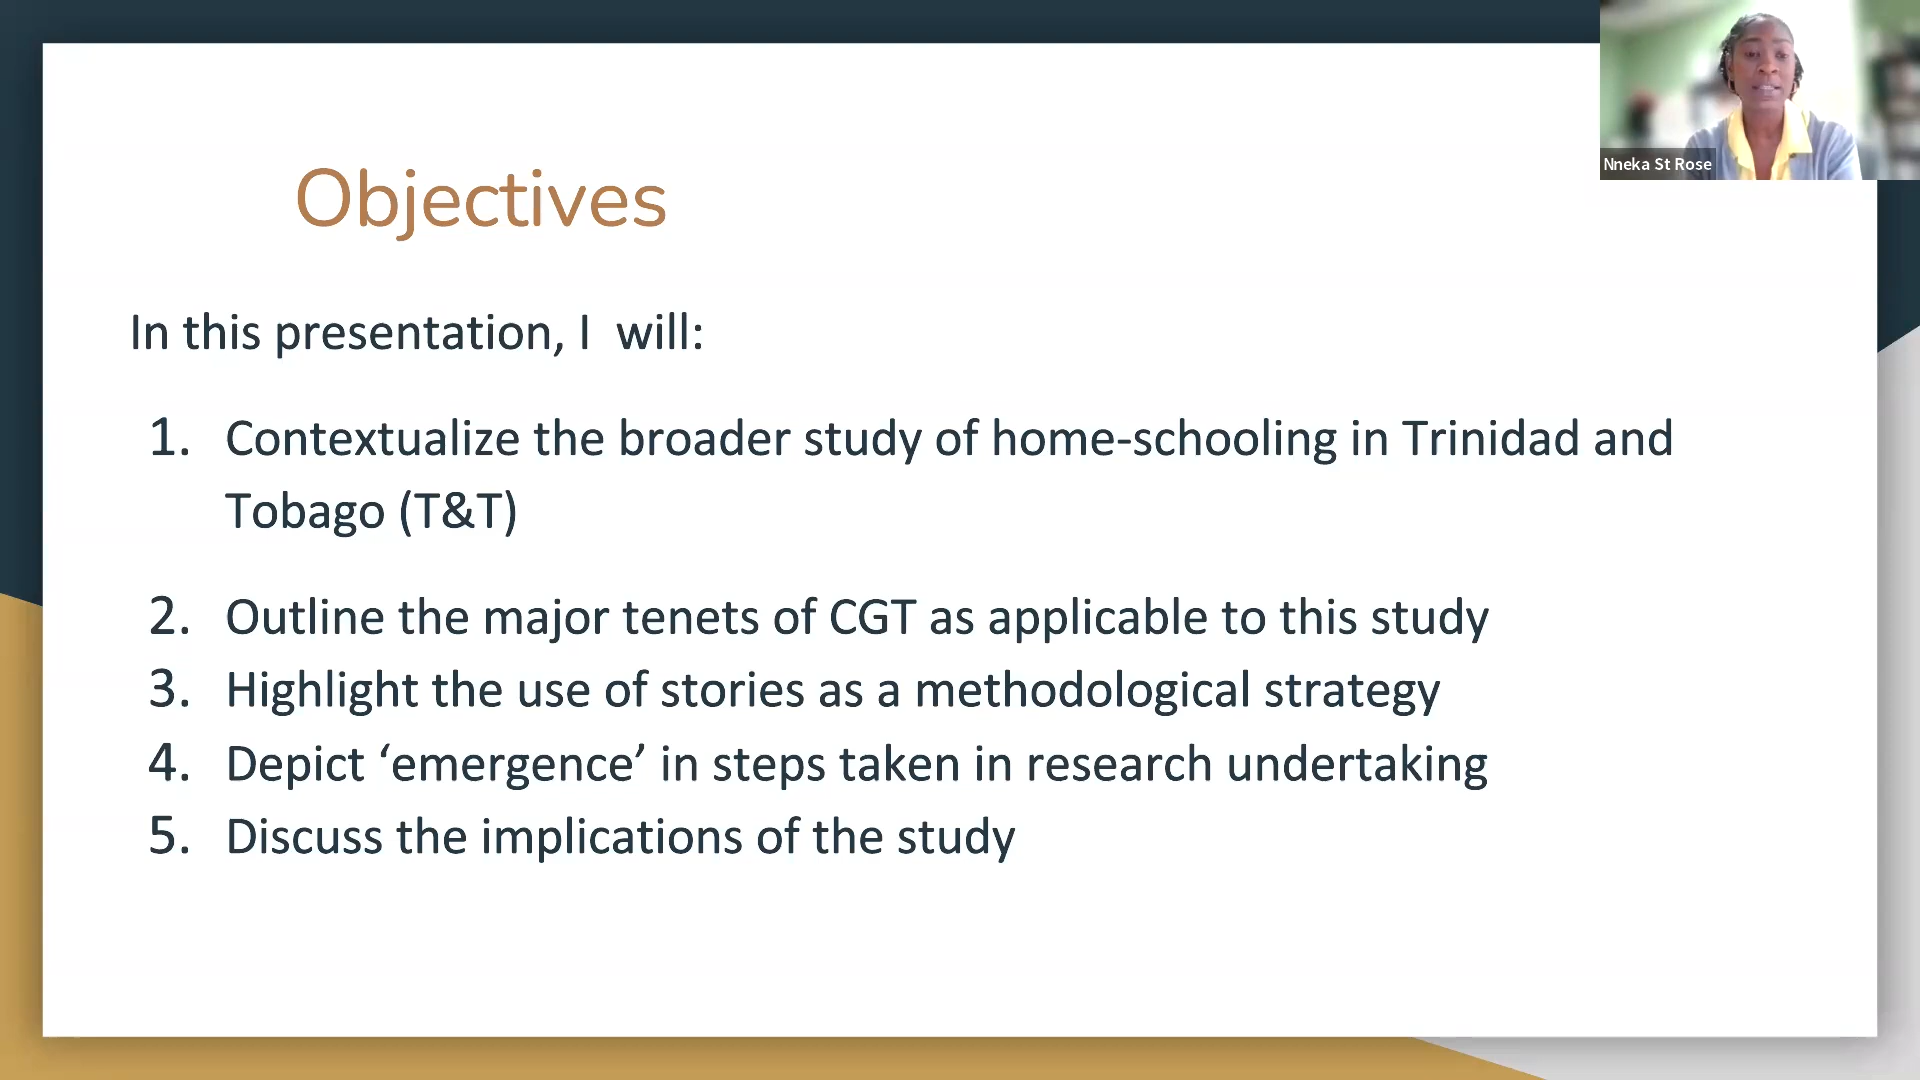 Nneka St Rose
Objectives
In this presentation, I will:
1. Contextualize the broader study of home-schooling in Trinidad and
Tobago (T&T)
2. Outline the major tenets of CGT as applicable to this study
3. Highlight the use of stories as a methodological strategy
4. Depict ‘emergence’ in steps taken in research undertaking
5. Discuss the implications of the study